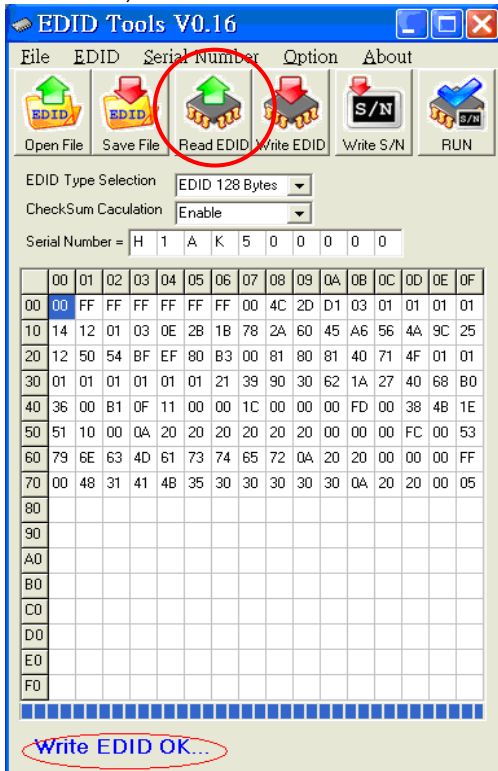 EDID Tools V0.16
File EDID Serial Number Option About
EDID EDID S/N S/N
Open File Save File Read EDID Write EDID Write S/N RUN
EDID Type Selection EDID 128 Bytes
CheckSum Caculation Enable
Serial Number = H 1 A K 5 0 0 0 0 0
00 01 02 03 04 05 06 07 08 09 0A 0B 0C 0D 0E 0F
00 00 FF FF FF FF FF FF 00 4C 2D D1 03 01 01 01 01
10 14 12 01 03 0E 2B 1B 78 2A 60 45 A6 56 4A 9C 25
20 12 50 54 BF EF 80 B3 00 81 80 81 40 71 4F 01 01
30 01 01 01 01 01 01 21 39 90 30 62 1A 27 40 68 B0
40 36 00 B1 0F 11 00 00 1C 00 00 00 FD 00 38 4B 1E
50 51 10 00 0A 20 20 20 20 20 20 00 00 00 FC 00 53
60 79 6E 63 4D 61 73 74 65 72 0A 20 20 00 00 00 FF
70 00 48 31 41 4B 35 30 30 30 30 30 0A 20 20 00 05
80
90
A0
B0
C0
D0
E0
F0
Write EDID OK...